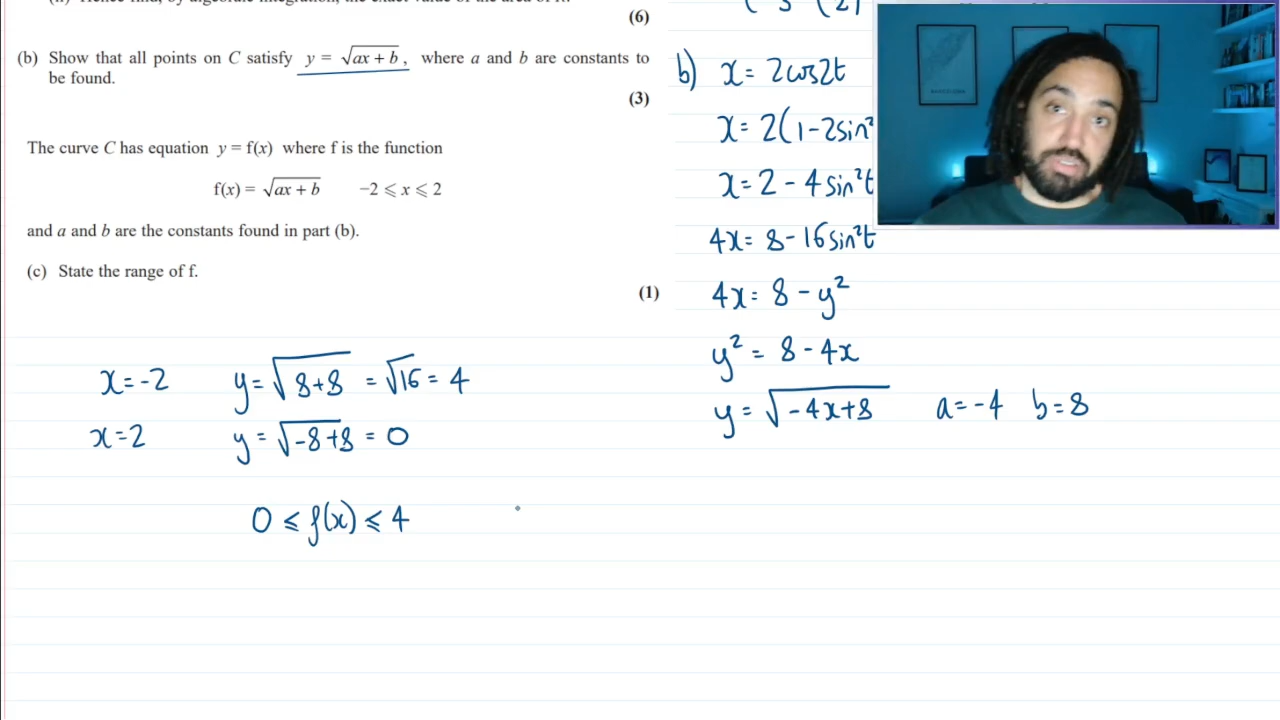 (6)
(b) Show that all points on C satisfy y = √(ax + b), where a and b are constants to
be found.
(3)
The curve C has equation y = f(x) where f is the function
f(x) = √(ax + b) −2 ⩽ x ⩽ 2
and a and b are the constants found in part (b).
(c) State the range of f.
(1)
x=-2 y=√(8+8) = √16 = 4
x=2 y=√(-8+8) = 0
0 ⩽ f(x) ⩽ 4
b) x= 2cos2t
x= 2(1-2sin²
x= 2 - 4sin²t
4x= 8-16sin²t
4x= 8 - y²
y² = 8 - 4x
y = √(-4x+8) a=-4 b=8